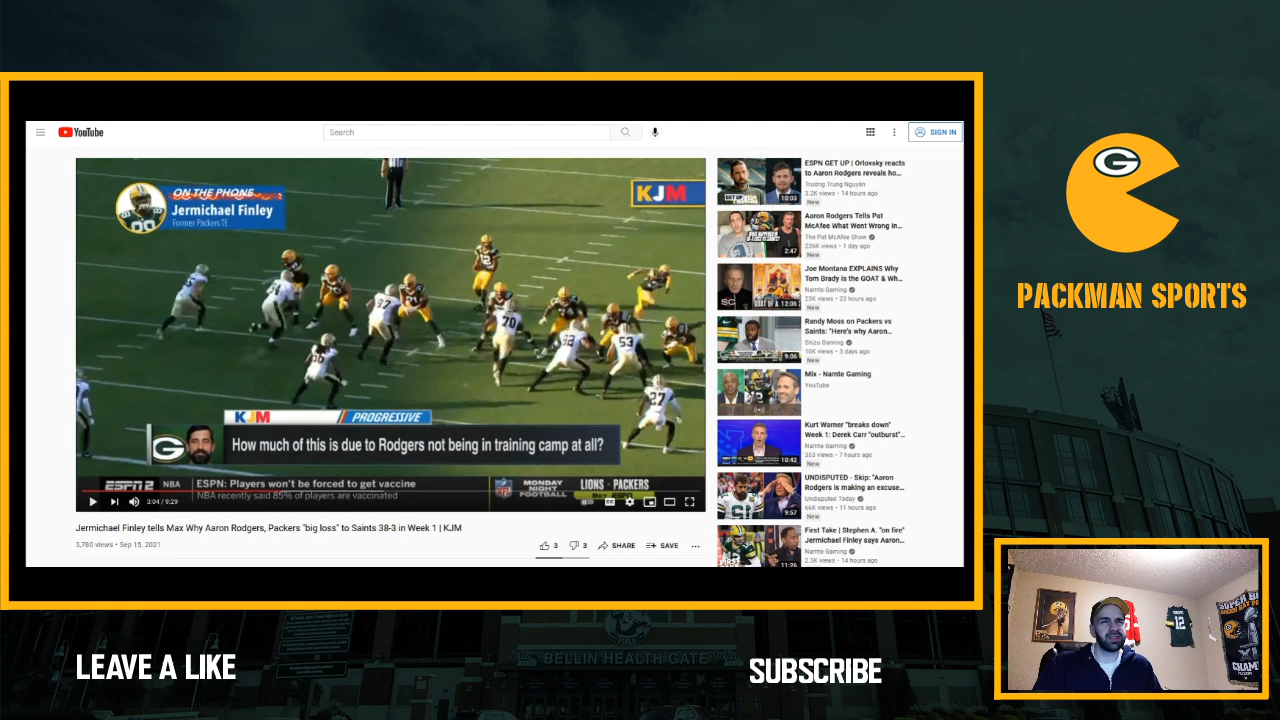 YouTube
Search
SIGN IN
ON THE PHONE
Jermichael Finley
Former Packers TE
KJM
12
97
70
52
53
27
KJM PROGRESSIVE
G
How much of this is due to Rodgers not being in training camp at all?
ESPN2 NBA
ESPN: Players won't be forced to get vaccine
NBA recently said 85% of players are vaccinated
NFL MONDAY NIGHT FOOTBALL
LIONS · PACKERS
3:04 / 9:29
Jermichael Finley tells Max Why Aaron Rodgers, Packers "big loss" to Saints 38-3 in Week 1 | KJM
3,780 views • Sep 15, 2021
3
3
SHARE
SAVE
10:03
ESPN GET UP | Orlovsky reacts
to Aaron Rodgers reveals ho...
Trương Trung Nguyên
3.2K views • 14 hours ago
New
2:47
Aaron Rodgers Tells Pat
McAfee What Went Wrong In...
The Pat McAfee Show
236K views • 1 day ago
New
12:06
Joe Montana EXPLAINS Why
Tom Brady is the GOAT & Wh...
Namte Gaming
23K views • 23 hours ago
New
9:06
Randy Moss on Packers vs
Saints: "Here's why Aaron...
Shizu Gaming
10K views • 3 days ago
New
Mix - Namte Gaming
YouTube
10:42
Kurt Warner "breaks down"
Week 1: Derek Carr "outburst"...
Namte Gaming
353 views • 7 hours ago
New
9:57
UNDISPUTED - Skip: "Aaron
Rodgers is making an excuse...
Undisputed Today
66K views • 11 hours ago
New
11:26
First Take | Stephen A. "on fire"
Jermichael Finley says Aaron...
Namte Gaming
2.5K views • 14 hours ago
G
PACKMAN SPORTS
12
LEAVE A LIKE
SUBSCRIBE
BELLIN HEALTH GATE